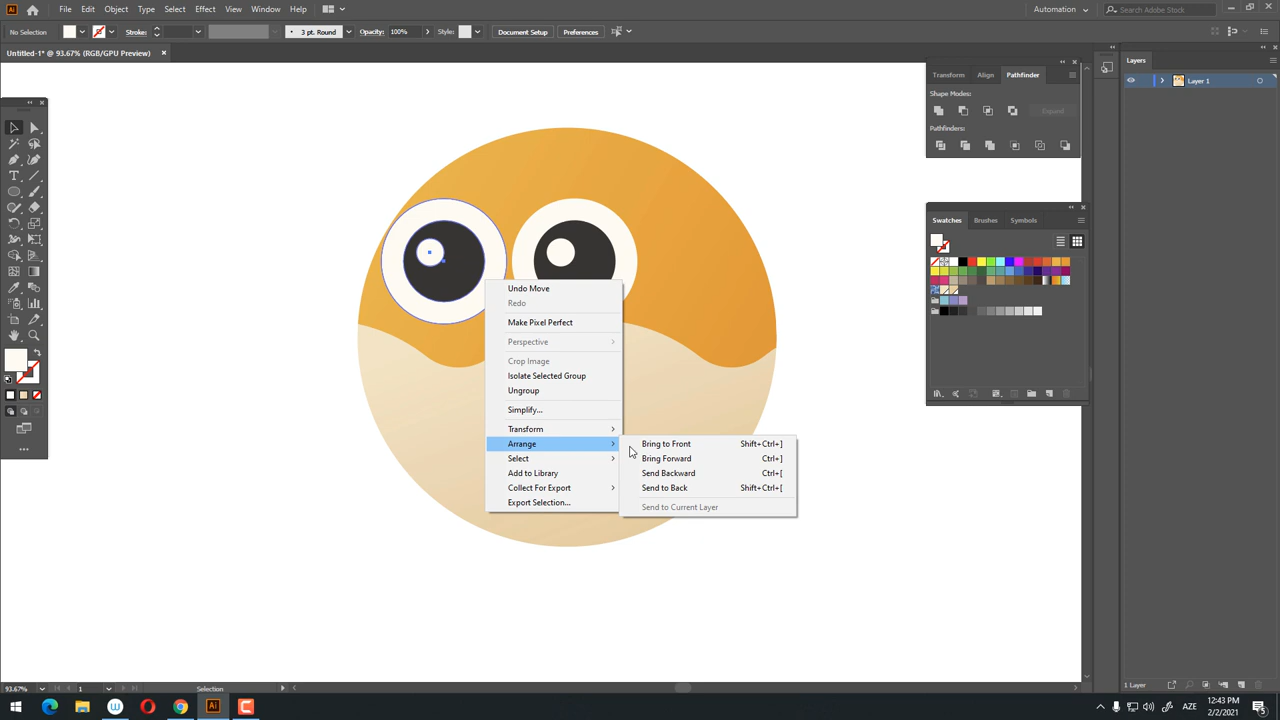 Ai File Edit Object Type Select Effect View Window Help Automation Search Adobe Stock
No Selection Stroke: 3 pt. Round Opacity: 100% Style: Document Setup Preferences
Untitled-1* @ 93.67% (RGB/GPU Preview)
Transform Align Pathfinder
Shape Modes:
Expand
Pathfinders:
Swatches Brushes Symbols
Layers
Layer 1
Undo Move
Redo
Make Pixel Perfect
Perspective
Crop Image
Isolate Selected Group
Ungroup
Simplify...
Transform
Arrange
Select
Add to Library
Collect For Export
Export Selection...
Bring to Front Shift+Ctrl+]
Bring Forward Ctrl+]
Send Backward Ctrl+[
Send to Back Shift+Ctrl+[
Send to Current Layer
93.67% 1 Selection
1 Layer
Ai AZE 12:43 PM
2/2/2021